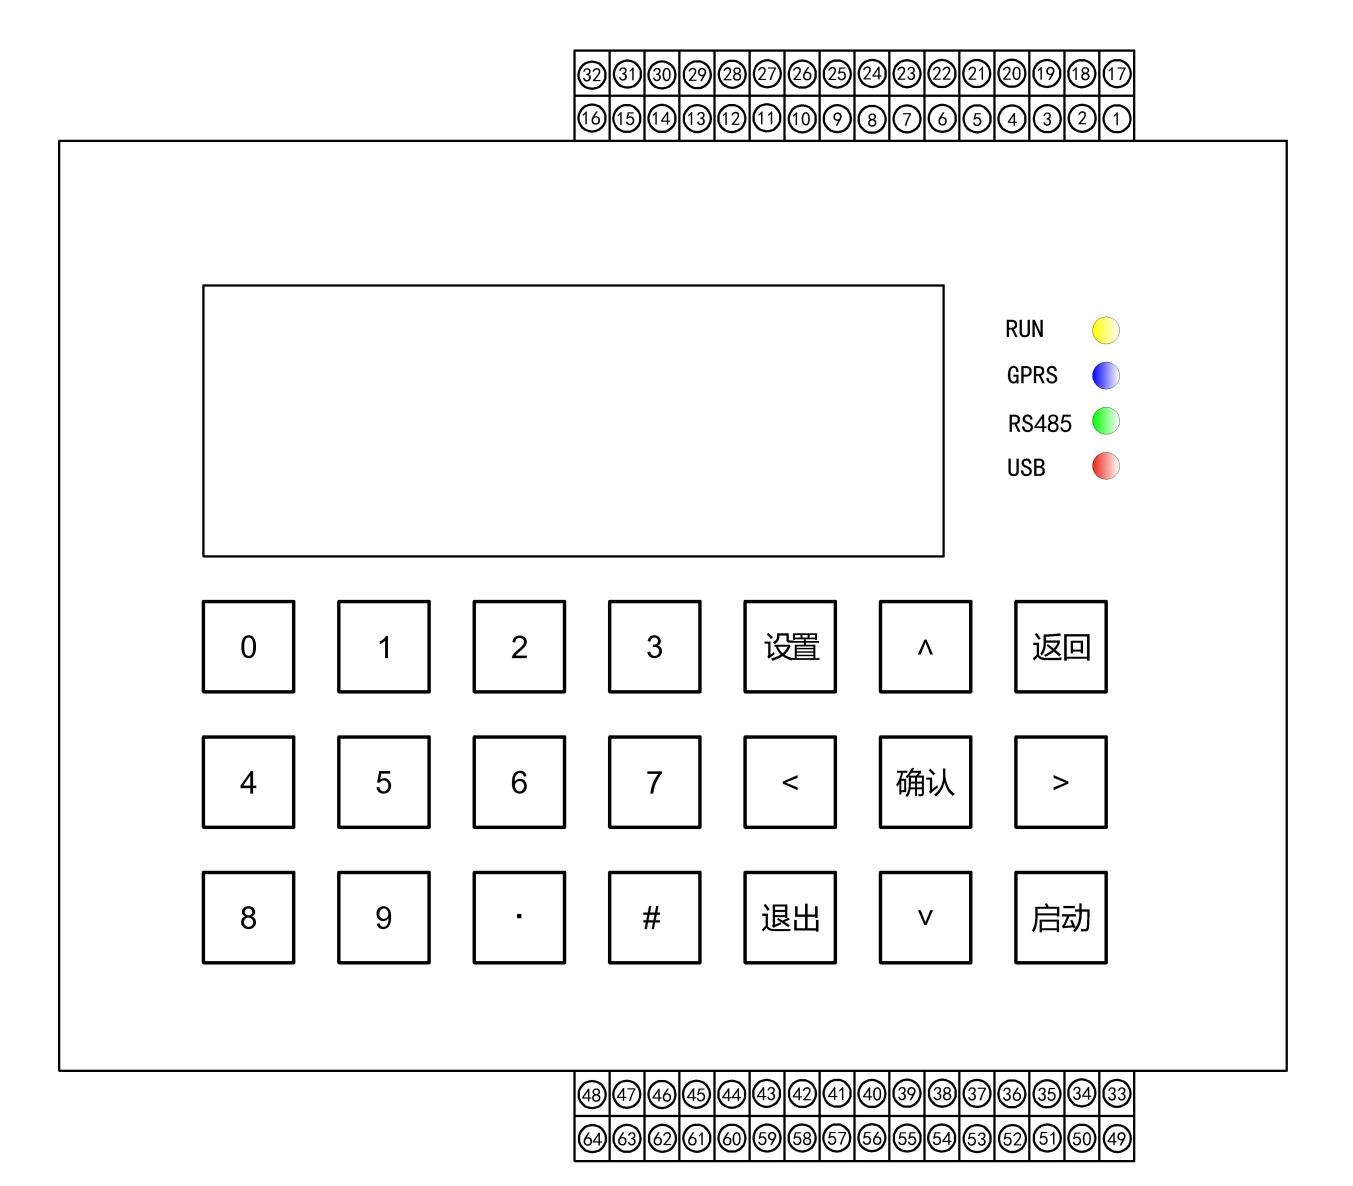 32 31 30 29 28 27 26 25 24 23 22 21 20 19 18 17
16 15 14 13 12 11 10 9 8 7 6 5 4 3 2 1
RUN
GPRS
RS485
USB
0 1 2 3 设置 ∧ 返回
4 5 6 7 < 确认 >
8 9 · # 退出 ∨ 启动
48 47 46 45 44 43 42 41 40 39 38 37 36 35 34 33
64 63 62 61 60 59 58 57 56 55 54 53 52 51 50 49